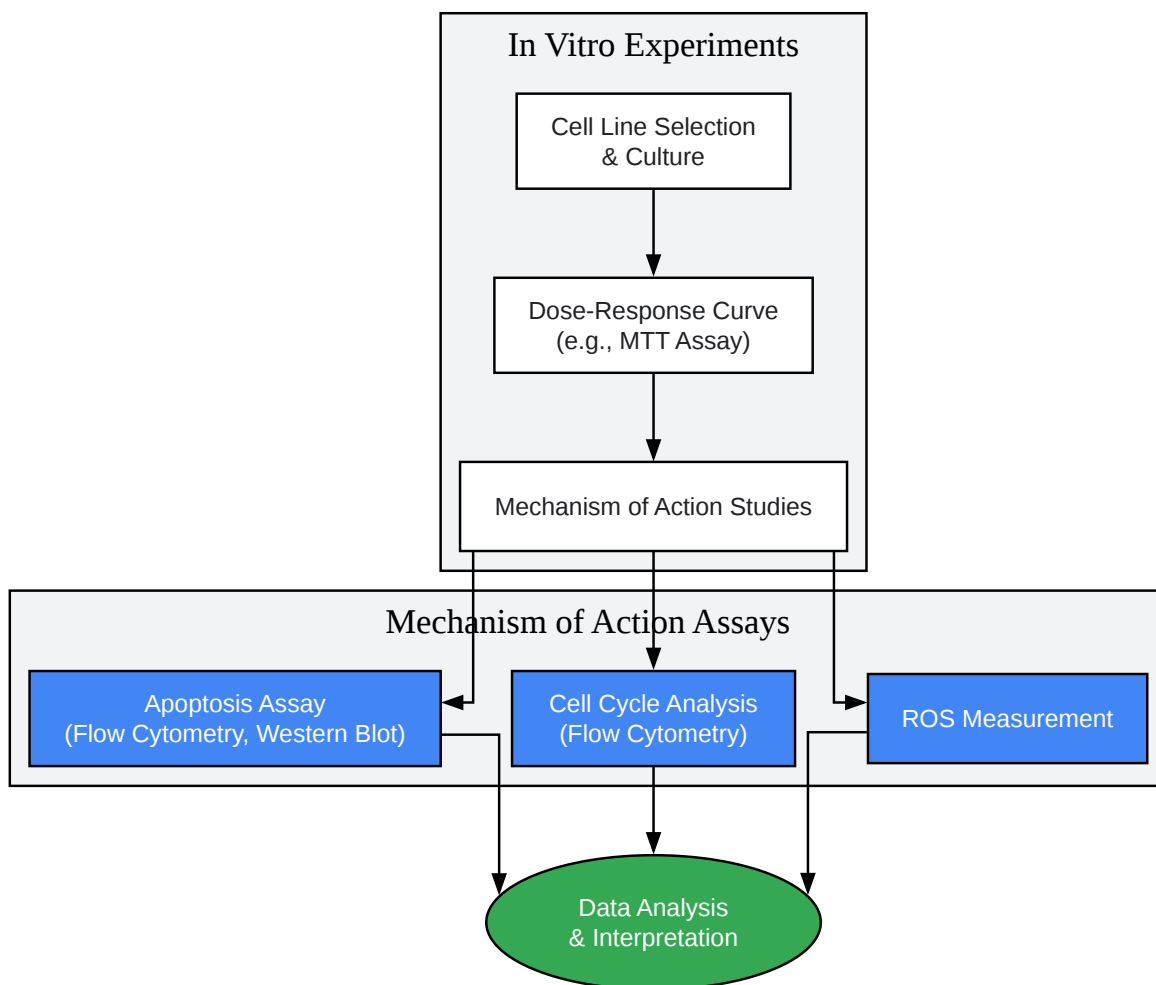 In Vitro Experiments
Cell Line Selection
& Culture
Dose-Response Curve
(e.g., MTT Assay)
Mechanism of Action Studies
Mechanism of Action Assays
Apoptosis Assay
(Flow Cytometry, Western Blot)
Cell Cycle Analysis
(Flow Cytometry)
ROS Measurement
Data Analysis
& Interpretation